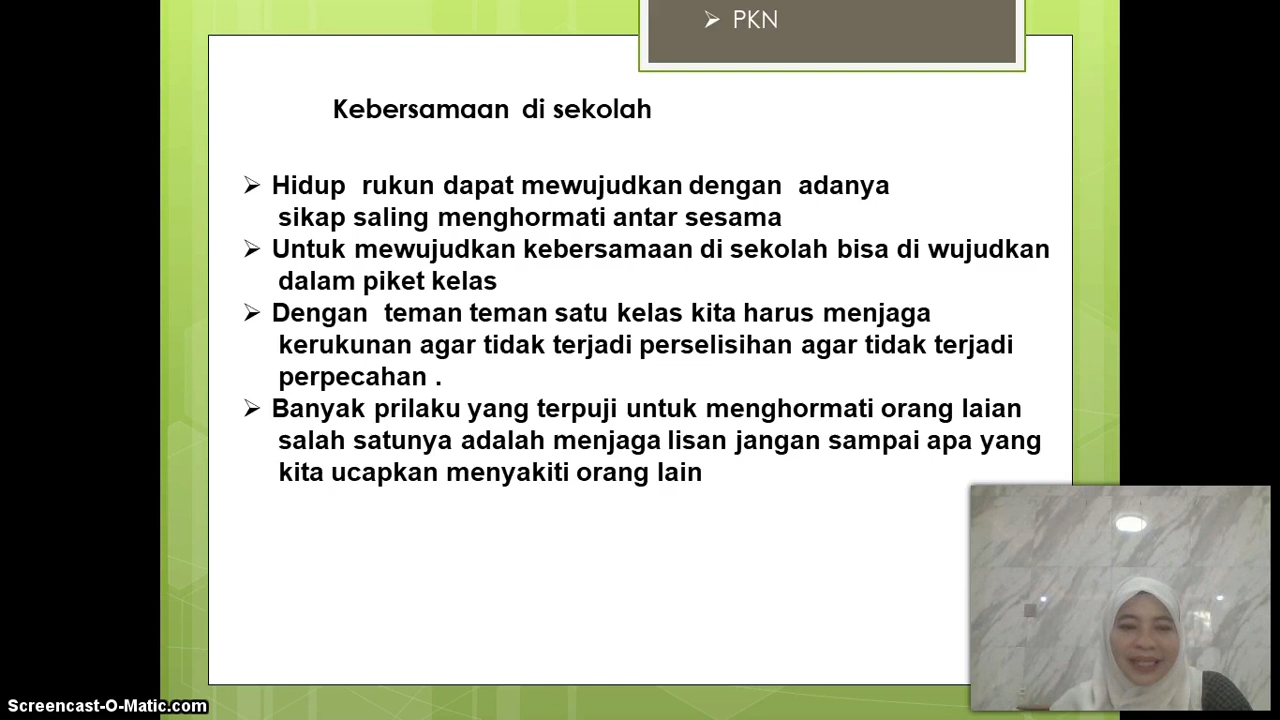 ➢ PKN
Kebersamaan di sekolah
➢ Hidup rukun dapat mewujudkan dengan adanya
sikap saling menghormati antar sesama
➢ Untuk mewujudkan kebersamaan di sekolah bisa di wujudkan
dalam piket kelas
➢ Dengan teman teman satu kelas kita harus menjaga
kerukunan agar tidak terjadi perselisihan agar tidak terjadi
perpecahan .
➢ Banyak prilaku yang terpuji untuk menghormati orang laian
salah satunya adalah menjaga lisan jangan sampai apa yang
kita ucapkan menyakiti orang lain
Screencast-O-Matic.com